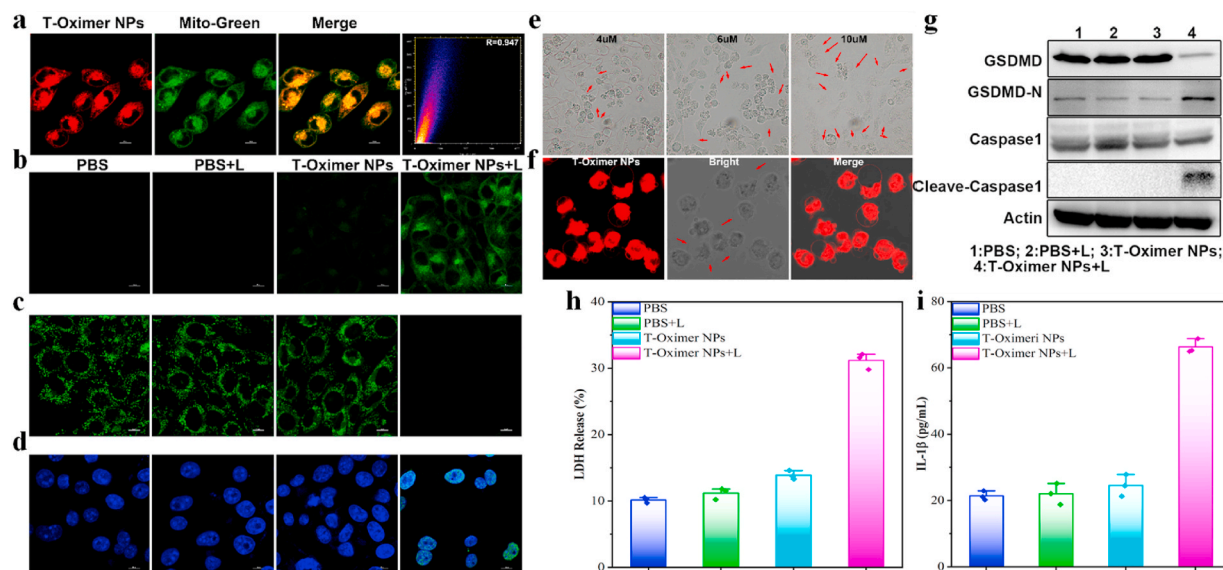 a
T-Oximer NPs
Mito-Green
Merge
R=0.947
b
PBS
PBS+L
T-Oximer NPs
T-Oximer NPs+L
c
d
e
4uM
6uM
10uM
f
T-Oximer NPs
Bright
Merge
g
1 2 3 4
GSDMD
GSDMD-N
Caspase1
Cleave-Caspase1
Actin
1:PBS; 2:PBS+L; 3:T-Oximer NPs;
4:T-Oximer NPs+L
h
40
30
20
10
0
LDH Release (%)
PBS
PBS+L
T-Oximer NPs
T-Oximer NPs+L
i
80
60
40
20
0
IL-1β (pg/mL)
PBS
PBS+L
T-Oximeri NPs
T-Oximer NPs+L